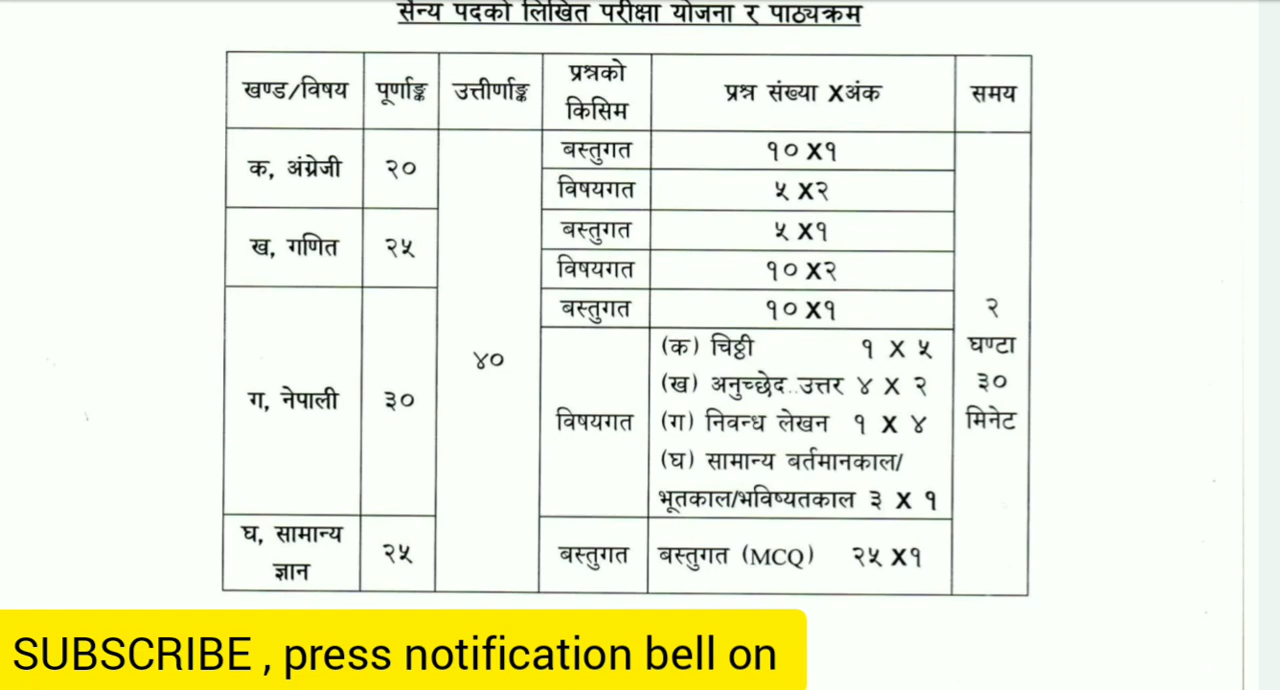 सैन्य पदको लिखित परीक्षा योजना र पाठ्यक्रम
खण्ड/विषय पूर्णाङ्क उत्तीर्णाङ्क प्रश्नको किसिम प्रश्न संख्या Xअंक समय
क, अंग्रेजी २० ४० बस्तुगत १० X१ २ घण्टा ३० मिनेट
विषयगत ५ X२
ख, गणित २५ बस्तुगत ५ X१
विषयगत १० X२
ग, नेपाली ३० बस्तुगत १० X१
विषयगत (क) चिठ्ठी १ X ५
(ख) अनुच्छेद..उत्तर ४ X २
(ग) निवन्ध लेखन १ X ४
(घ) सामान्य बर्तमानकाल/
भूतकाल/भविष्यतकाल ३ X १
घ, सामान्य ज्ञान २५ बस्तुगत बस्तुगत (MCQ) २५ X१
SUBSCRIBE , press notification bell on